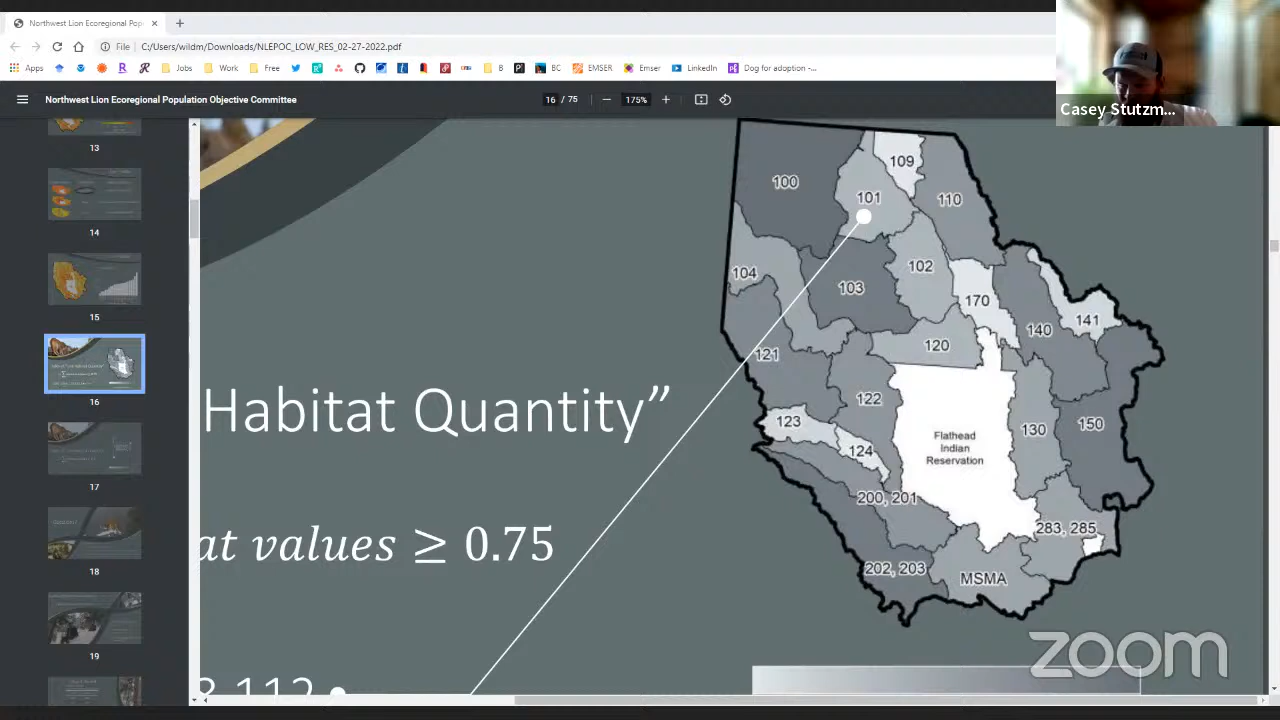 Northwest Lion Ecoregional Pop
C:/Users/wildm/Downloads/NLEPOC_LOW_RES_02-27-2022.pdf
File
Apps
Jobs
Work
Free
B
BC
EMSER
Emser
LinkedIn
Dog for adoption -...
Casey Stutzm...
Northwest Lion Ecoregional Population Objective Committee
16 / 75
175%
13
14
15
16
17
18
19
Habitat Quantity”
at values ≥ 0.75
100
109
101
110
104
102
103
170
141
140
120
121
122
123
124
Flathead
Indian
Reservation
130
150
200, 201
283, 285
202, 203
MSMA
zoom